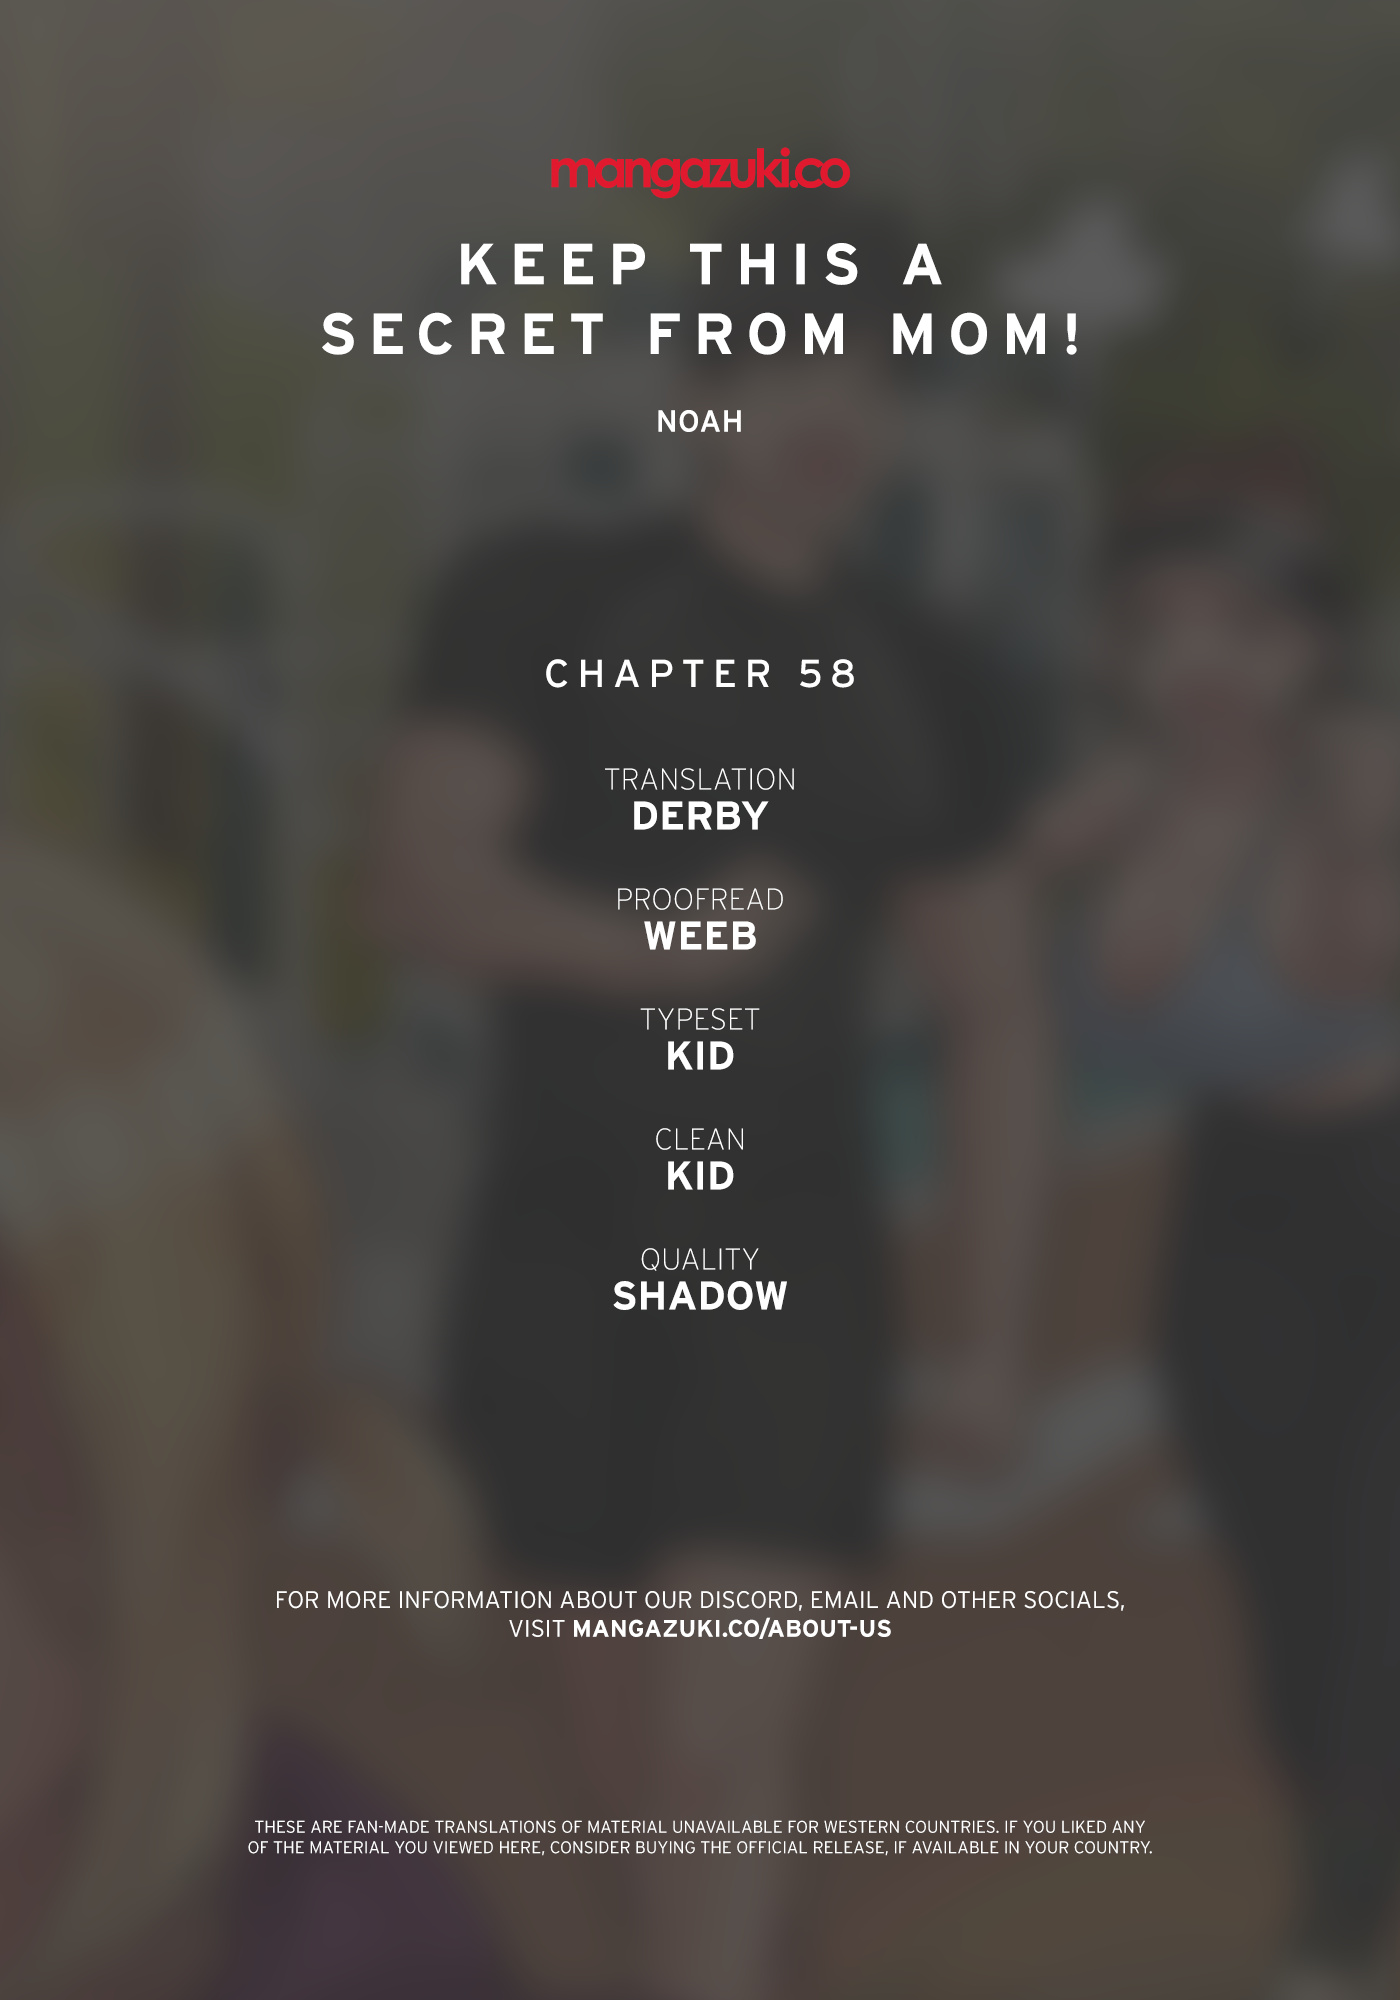 mangazuki.co
KEEP THIS A
SECRET FROM MOM!
NOAH
CHAPTER 58
TRANSLATION
DERBY
PROOFREAD
WEEB
TYPESET
KID
CLEAN
KID
QUALITY
SHADOW
FOR MORE INFORMATION ABOUT OUR DISCORD, EMAIL AND OTHER SOCIALS,
VISIT MANGAZUKI.CO/ABOUT-US
THESE ARE FAN-MADE TRANSLATIONS OF MATERIAL UNAVAILABLE FOR WESTERN COUNTRIES. IF YOU LIKED ANY
OF THE MATERIAL YOU VIEWED HERE, CONSIDER BUYING THE OFFICIAL RELEASE, IF AVAILABLE IN YOUR COUNTRY.